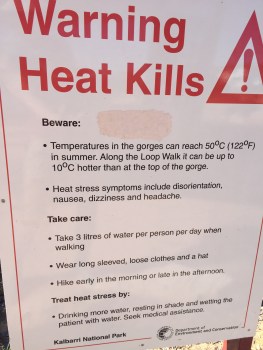 Warning
Heat Kills
Beware:
• Temperatures in the gorges can reach 50ºC (122ºF)
in summer. Along the Loop Walk it can be up to
10ºC hotter than at the top of the gorge.
• Heat stress symptoms include disorientation,
nausea, dizziness and headache.
Take care:
• Take 3 litres of water per person per day when
walking
• Wear long sleeved, loose clothes and a hat
• Hike early in the morning or late in the afternoon.
Treat heat stress by:
• Drinking more water, resting in shade and wetting the
patient with water. Seek medical assistance.
Kalbarri National Park
Department of
Environment and Conservation